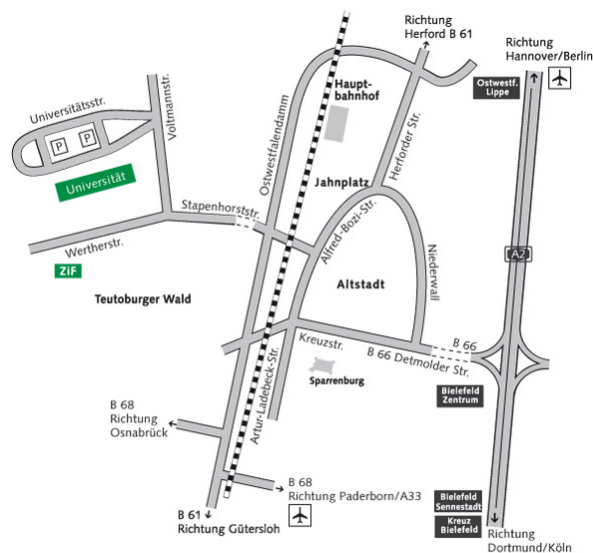 Richtung
Herford B 61
Richtung
Hannover/Berlin
Ostwestf.
Lippe
Haupt-
bahnhof
Universitätsstr.
Voltmannstr.
P
P
Universität
Ostwestfalendamm
Herforder Str.
Jahnplatz
Stapenhorststr.
Alfred-Bozi-Str.
Wertherstr.
ZiF
Niederwall
A2
Altstadt
Teutoburger Wald
Kreuzstr.
B 66
B 66 Detmolder Str.
Artur-Ladebeck-Str.
Sparrenburg
Bielefeld
Zentrum
B 68
Richtung
Osnabrück
B 68
Richtung Paderborn/A33
B 61
Richtung Gütersloh
Bielefeld
Sennestadt
Kreuz
Bielefeld
Richtung
Dortmund/Köln